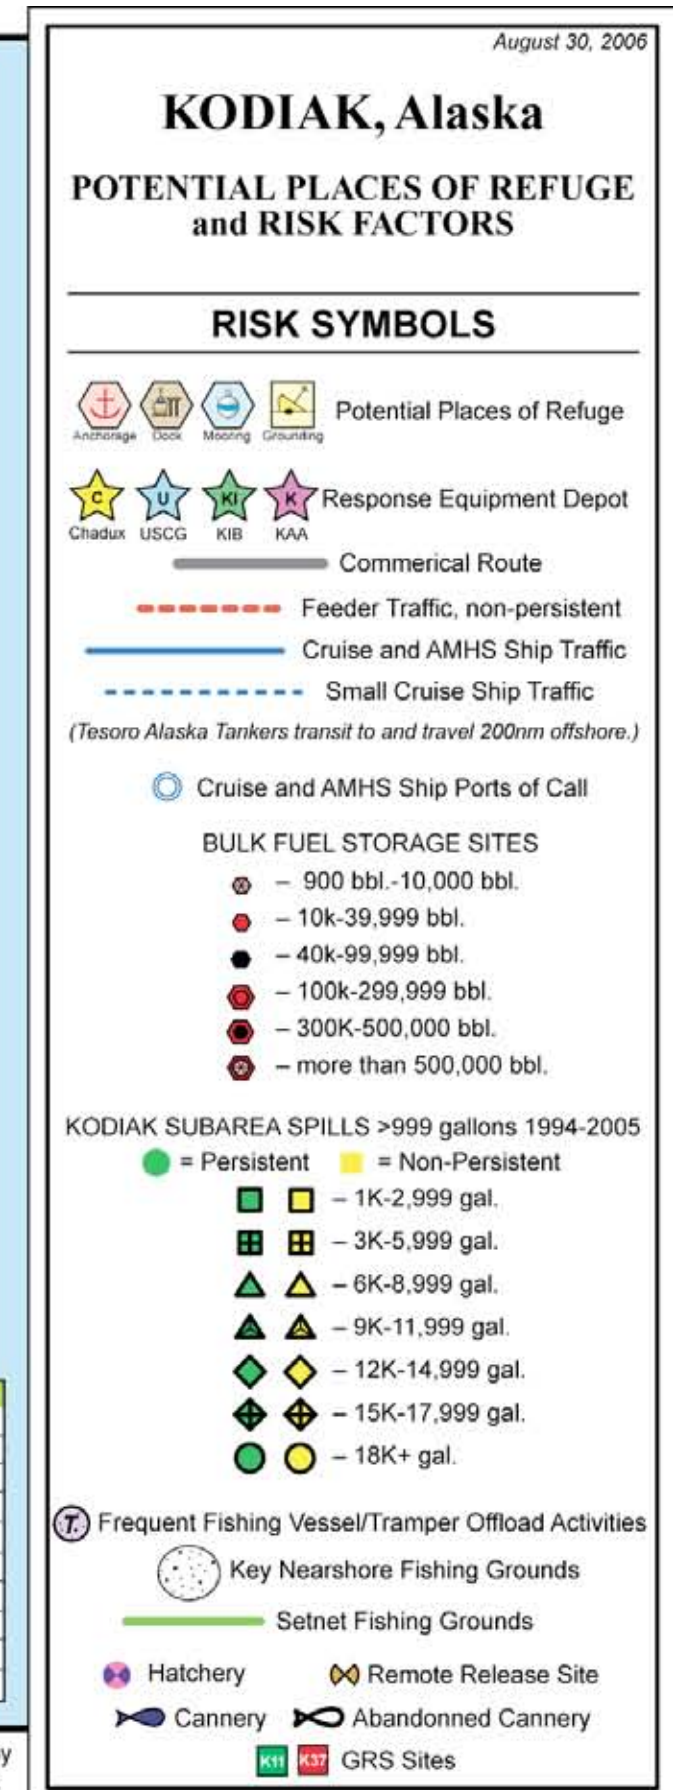 August 30, 2006
KODIAK, Alaska
POTENTIAL PLACES OF REFUGE
and RISK FACTORS
RISK SYMBOLS
Potential Places of Refuge
Anchorage Dock Mooring Grounding
C U KI K Response Equipment Depot
Chadux USCG KIB KAA
Commerical Route
Feeder Traffic, non-persistent
Cruise and AMHS Ship Traffic
Small Cruise Ship Traffic
(Tesoro Alaska Tankers transit to and travel 200nm offshore.)
Cruise and AMHS Ship Ports of Call
BULK FUEL STORAGE SITES
– 900 bbl.-10,000 bbl.
– 10k-39,999 bbl.
– 40k-99,999 bbl.
– 100k-299,999 bbl.
– 300K-500,000 bbl.
– more than 500,000 bbl.
KODIAK SUBAREA SPILLS >999 gallons 1994-2005
= Persistent = Non-Persistent
– 1K-2,999 gal.
– 3K-5,999 gal.
– 6K-8,999 gal.
– 9K-11,999 gal.
– 12K-14,999 gal.
– 15K-17,999 gal.
– 18K+ gal.
T. Frequent Fishing Vessel/Tramper Offload Activities
Key Nearshore Fishing Grounds
Setnet Fishing Grounds
Hatchery Remote Release Site
Cannery Abandonned Cannery
K11 K37 GRS Sites